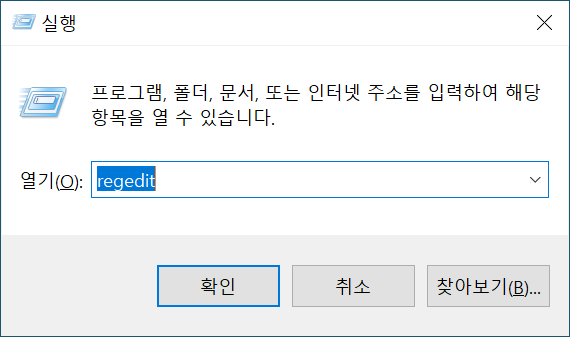 실행
프로그램, 폴더, 문서, 또는 인터넷 주소를 입력하여 해당
항목을 열 수 있습니다.
열기(O): regedit
확인 취소 찾아보기(B)...